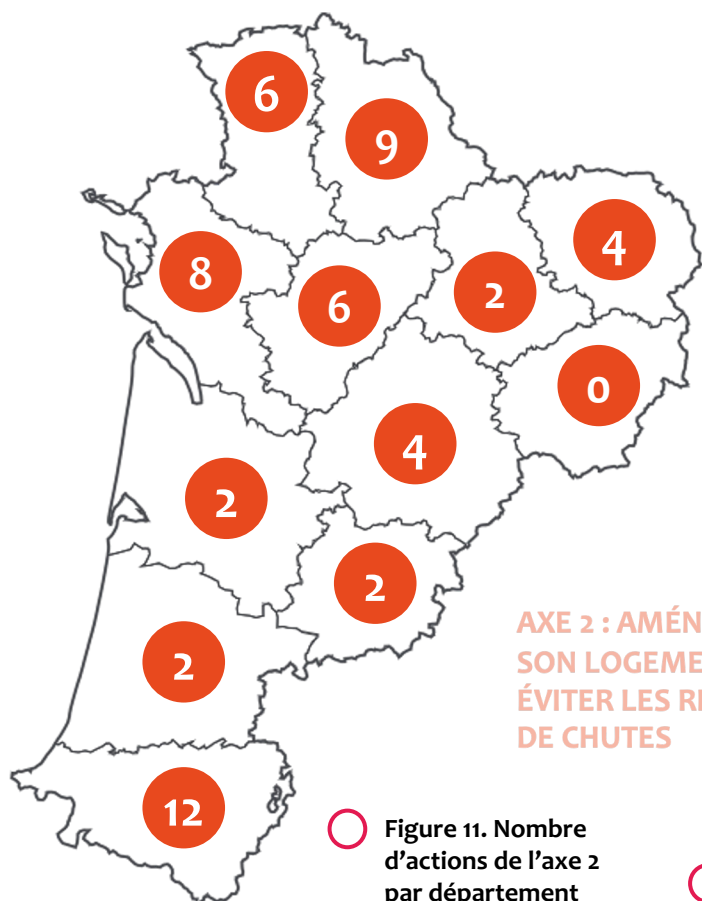 6
9
4
8
6
2
0
4
2
2
2
12
AXE 2 : AMÉN
SON LOGEME
ÉVITER LES R
DE CHUTES
Figure 11. Nombre
d’actions de l’axe 2
par département